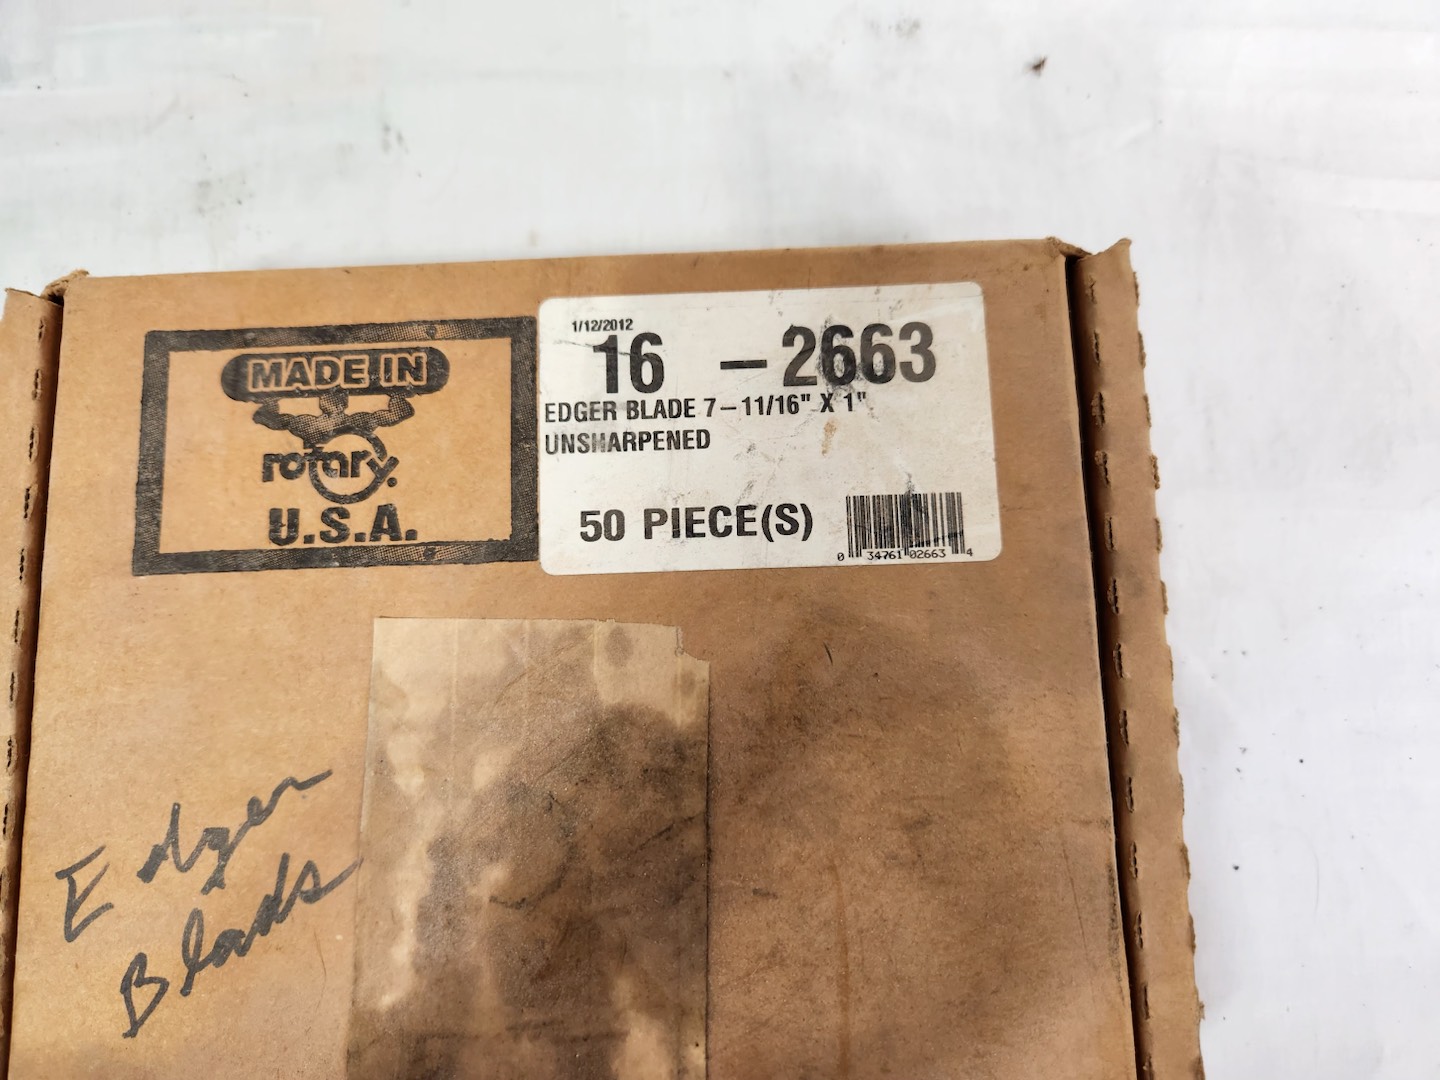 MADE IN
rotary®
U.S.A.
1/12/2012
16 – 2663
EDGER BLADE 7–11/16" X 1"
UNSHARPENED
50 PIECE(S)
0 34761 02663 4
Edger
Blads